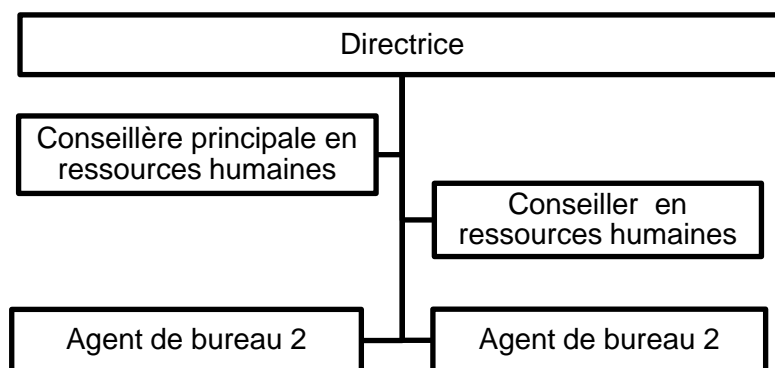 Directrice
Conseillère principale en
ressources humaines
Conseiller en
ressources humaines
Agent de bureau 2
Agent de bureau 2